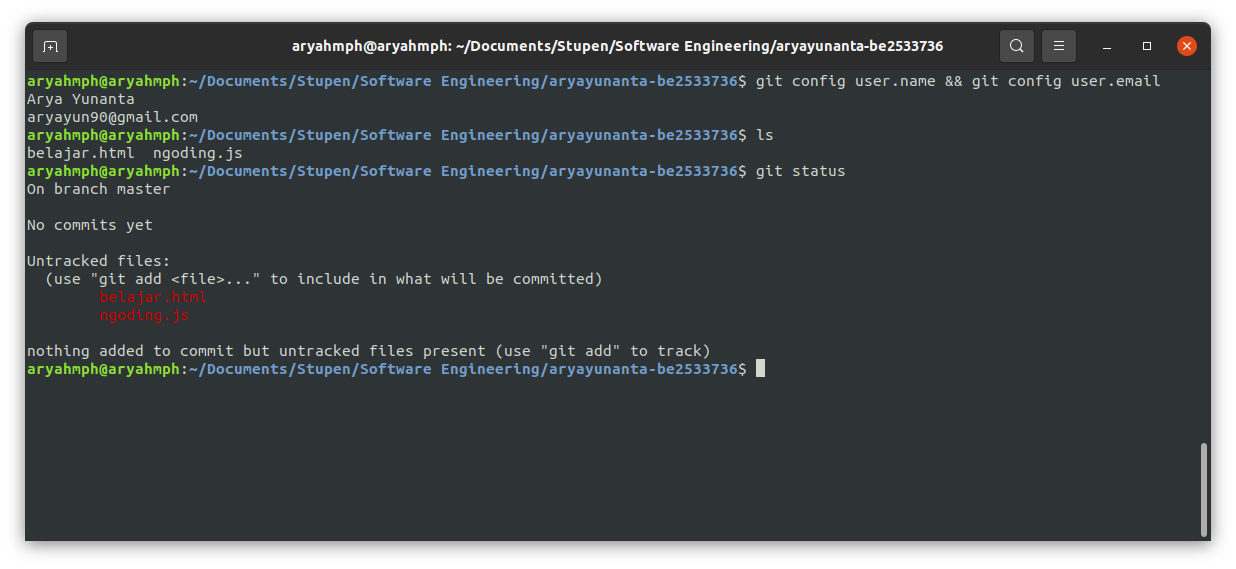 aryahmph@aryahmph: ~/Documents/Stupen/Software Engineering/aryayunanta-be2533736
aryahmph@aryahmph:~/Documents/Stupen/Software Engineering/aryayunanta-be2533736$ git config user.name && git config user.email
Arya Yunanta
aryayun90@gmail.com
aryahmph@aryahmph:~/Documents/Stupen/Software Engineering/aryayunanta-be2533736$ ls
belajar.html  ngoding.js
aryahmph@aryahmph:~/Documents/Stupen/Software Engineering/aryayunanta-be2533736$ git status
On branch master
No commits yet
Untracked files:
  (use "git add <file>..." to include in what will be committed)
        belajar.html
        ngoding.js
nothing added to commit but untracked files present (use "git add" to track)
aryahmph@aryahmph:~/Documents/Stupen/Software Engineering/aryayunanta-be2533736$